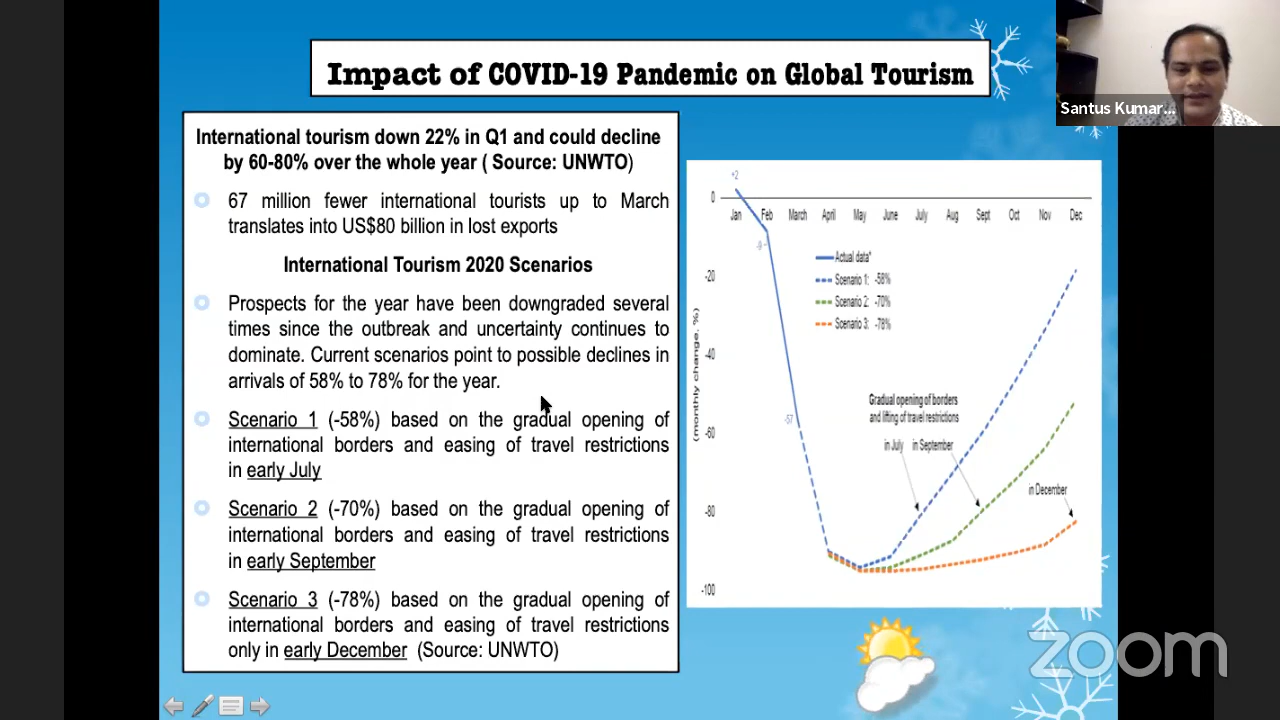 Impact of COVID-19 Pandemic on Global Tourism
Santus Kumar...
International tourism down 22% in Q1 and could decline
by 60-80% over the whole year ( Source: UNWTO)
67 million fewer international tourists up to March
translates into US$80 billion in lost exports
International Tourism 2020 Scenarios
Prospects for the year have been downgraded several
times since the outbreak and uncertainty continues to
dominate. Current scenarios point to possible declines in
arrivals of 58% to 78% for the year.
Scenario 1 (-58%) based on the gradual opening of
international borders and easing of travel restrictions
in early July
Scenario 2 (-70%) based on the gradual opening of
international borders and easing of travel restrictions
in early September
Scenario 3 (-78%) based on the gradual opening of
international borders and easing of travel restrictions
only in early December (Source: UNWTO)
+2
0
Jan Feb March April May June July Aug Sept Oct Nov Dec
-9
Actual data*
-20
Scenario 1: -58%
Scenario 2: -70%
Scenario 3: -78%
(monthly change, %)
-40
Gradual opening of borders
and lifting of travel restrictions
-57
-60
in July in September
in December
-80
-100
zoom